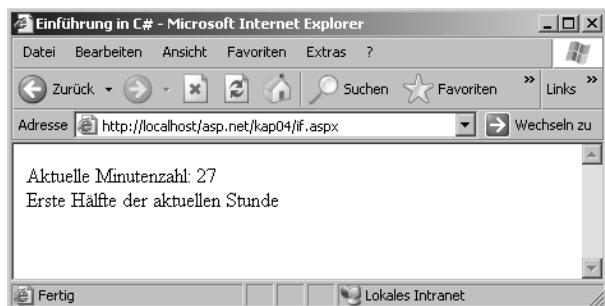 Einführung in C# - Microsoft Internet Explorer
Datei Bearbeiten Ansicht Favoriten Extras ?
Zurück Suchen Favoriten » Links »
Adresse http://localhost/asp.net/kap04/if.aspx Wechseln zu
Aktuelle Minutenzahl: 27
Erste Hälfte der aktuellen Stunde
Fertig Lokales Intranet